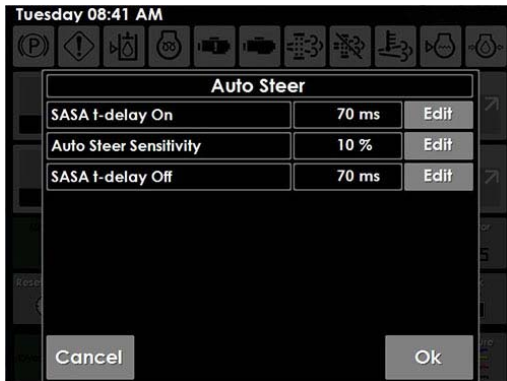 Tuesday 08:41 AM
Auto Steer
SASA t-delay On 70 ms Edit
Auto Steer Sensitivity 10 % Edit
SASA t-delay Off 70 ms Edit
Cancel Ok